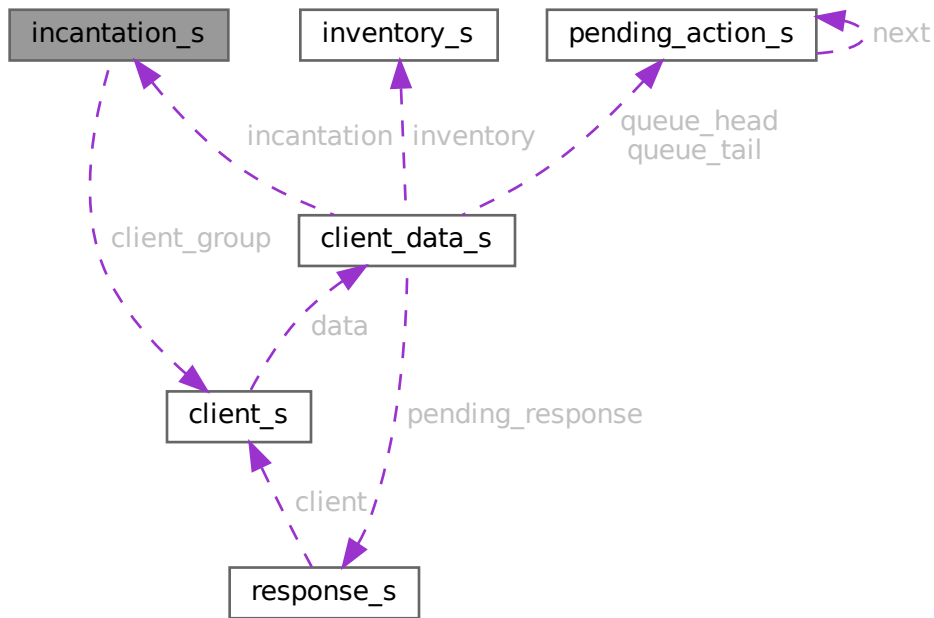 incantation_s
inventory_s
pending_action_s
next
incantation
inventory
queue_head
queue_tail
client_group
client_data_s
data
client_s
pending_response
client
response_s